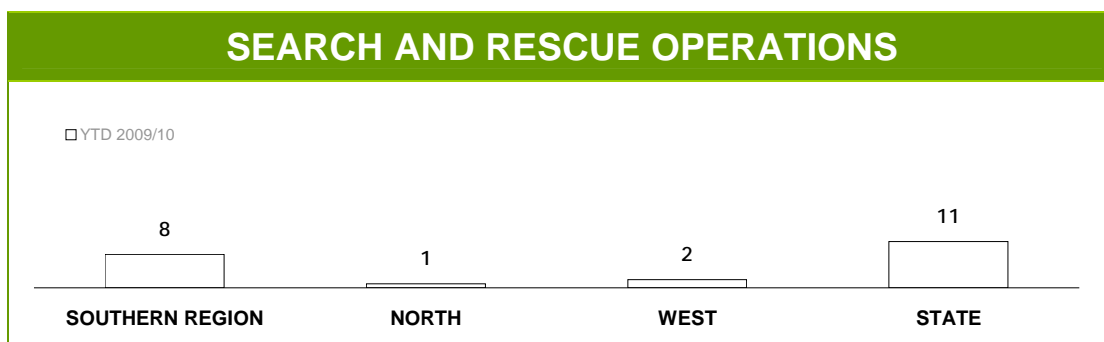 SEARCH AND RESCUE OPERATIONS
YTD 2009/10
8 1 2 11
SOUTHERN REGION NORTH WEST STATE